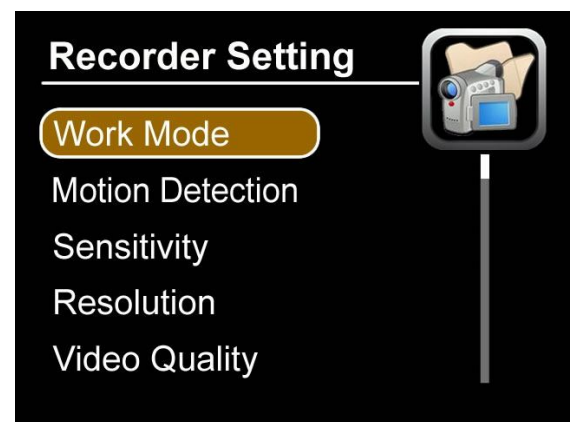 Recorder Setting
Work Mode
Motion Detection
Sensitivity
Resolution
Video Quality